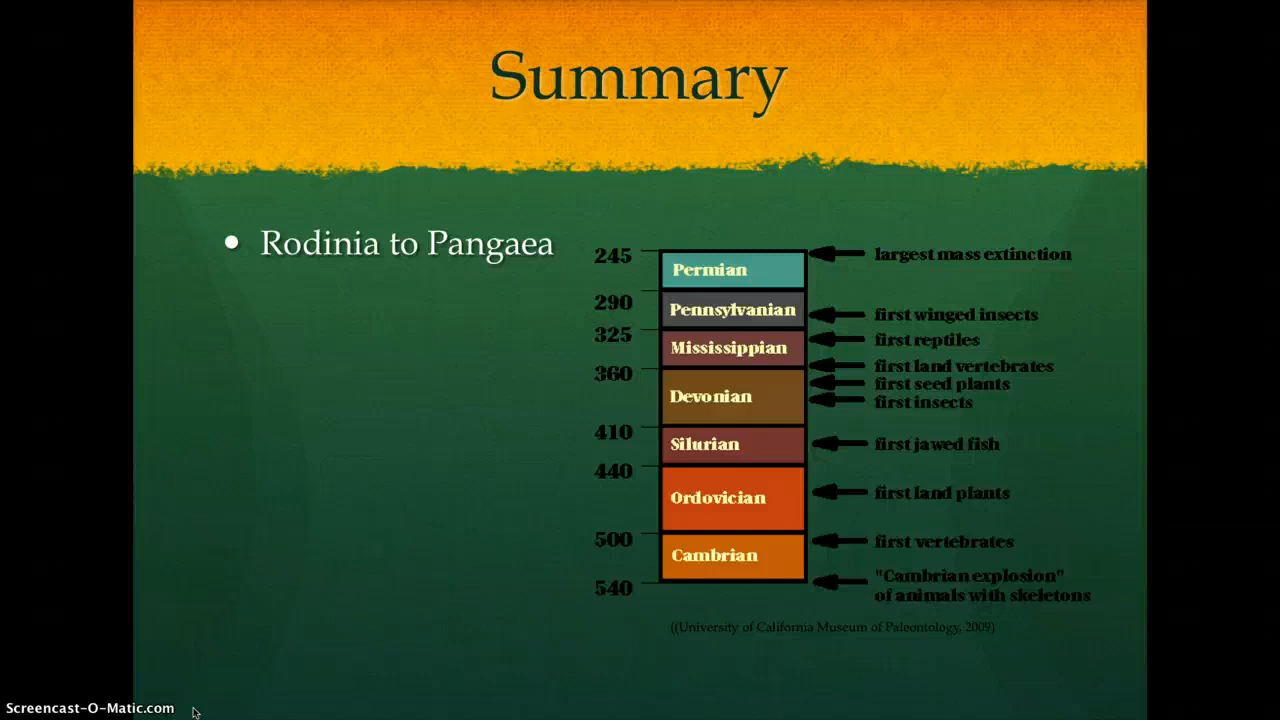 Summary
• Rodinia to Pangaea
245
Permian
largest mass extinction
290
Pennsylvanian
first winged insects
325
Mississippian
first reptiles
360
first land vertebrates
first seed plants
Devonian
first insects
410
Silurian
first jawed fish
440
Ordovician
first land plants
500
first vertebrates
Cambrian
"Cambrian explosion"
of animals with skeletons
540
((University of California Museum of Paleontology, 2009)
Screencast-O-Matic.com